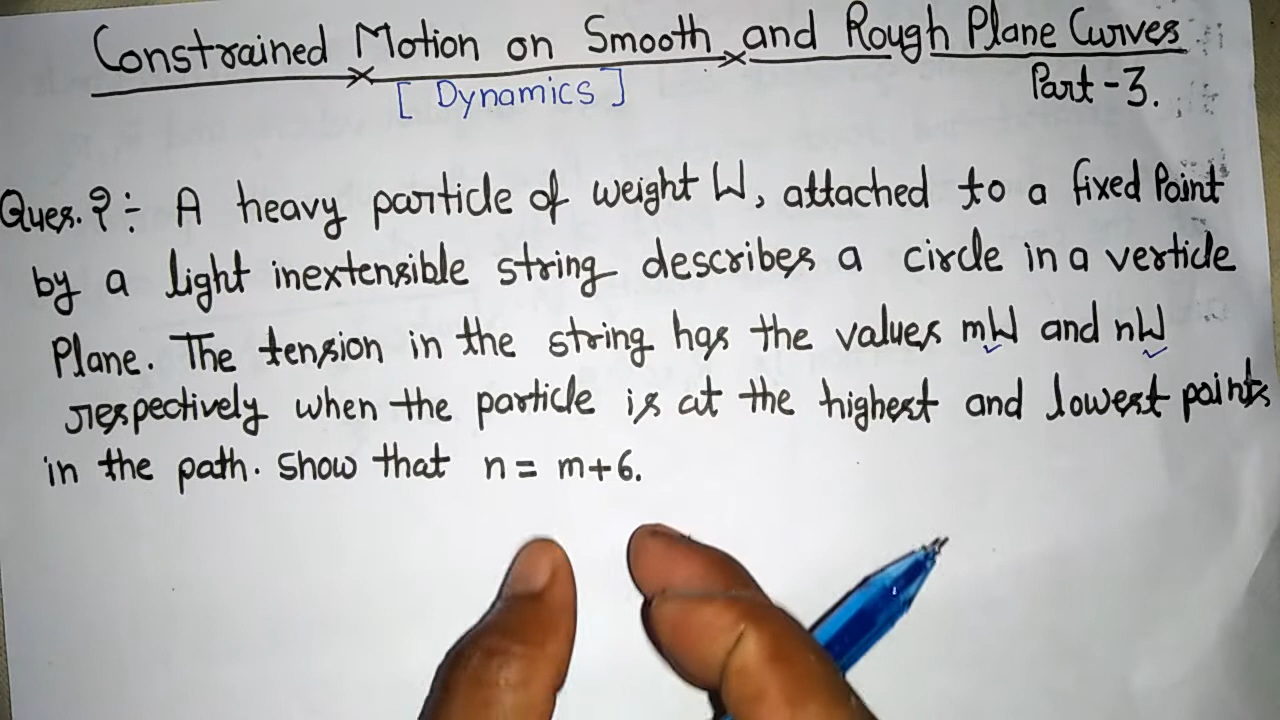 Constrained Motion on Smooth and Rough Plane Curves
[ Dynamics ]
Part-3.
Ques.?:- A heavy particle of weight W, attached to a fixed Point
by a light inextensible string describes a circle in a verticle
Plane. The tension in the string has the values mW and nW
respectively when the particle is at the highest and lowest points
in the path. Show that n = m+6.